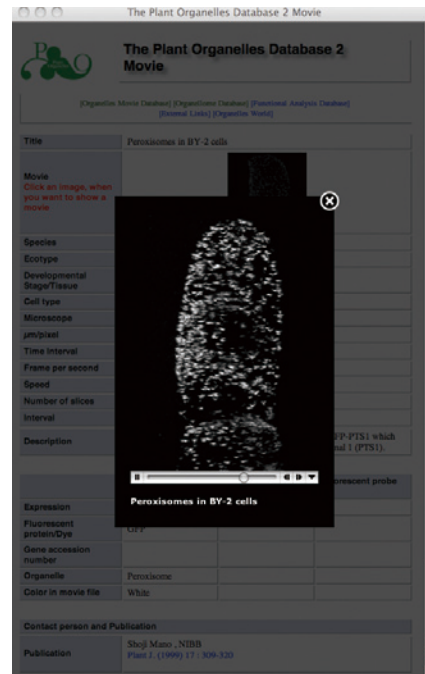 The Plant Organelles Database 2 Movie
The Plant Organelles Database 2
Movie
[Organelles Movie Database] [Organellome Database] [Functional Analysis Database]
[External Links] [Organelles World]
Title
Peroxisomes in BY-2 cells
Movie
Click an image, when
you want to show a
movie
Species
Ecotype
Developmental
Stage/Tissue
Cell type
Microscope
μm/pixel
Time Interval
Frame per second
Speed
Number of slices
Interval
Description
FP-PTS1 which
nal 1 (PTS1).
Peroxisomes in BY-2 cells
orescent probe
Expression
Fluorescent
protein/Dye
GFP
Gene accession
number
Organelle
Peroxisome
Color in movie file
White
Contact person and Publication
Publication
Shoji Mano , NIBB
Plant J. (1999) 17 : 309-320